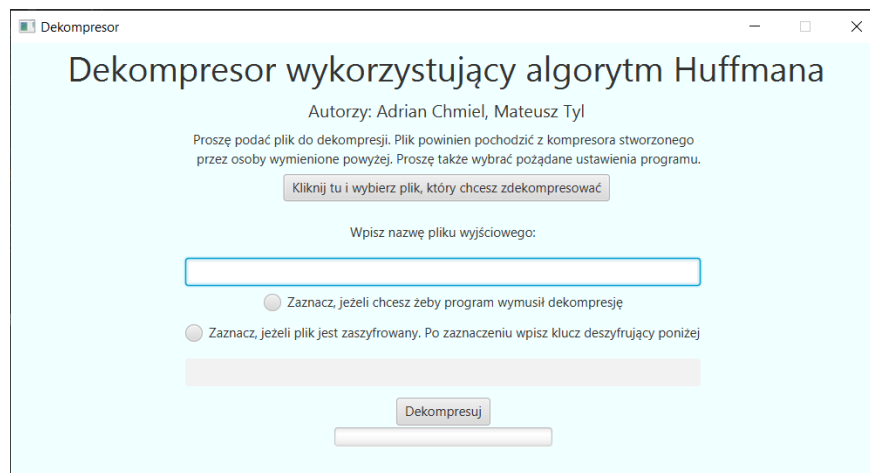 Dekompresor
Dekompresor wykorzystujący algorytm Huffmana
Autorzy: Adrian Chmiel, Mateusz Tyl
Proszę podać plik do dekompresji. Plik powinien pochodzić z kompresora stworzonego
przez osoby wymienione powyżej. Proszę także wybrać pożądane ustawienia programu.
Kliknij tu i wybierz plik, który chcesz zdekompresować
Wpisz nazwę pliku wyjściowego:
Zaznacz, jeżeli chcesz żeby program wymusił dekompresję
Zaznacz, jeżeli plik jest zaszyfrowany. Po zaznaczeniu wpisz klucz deszyfrujący poniżej
Dekompresuj